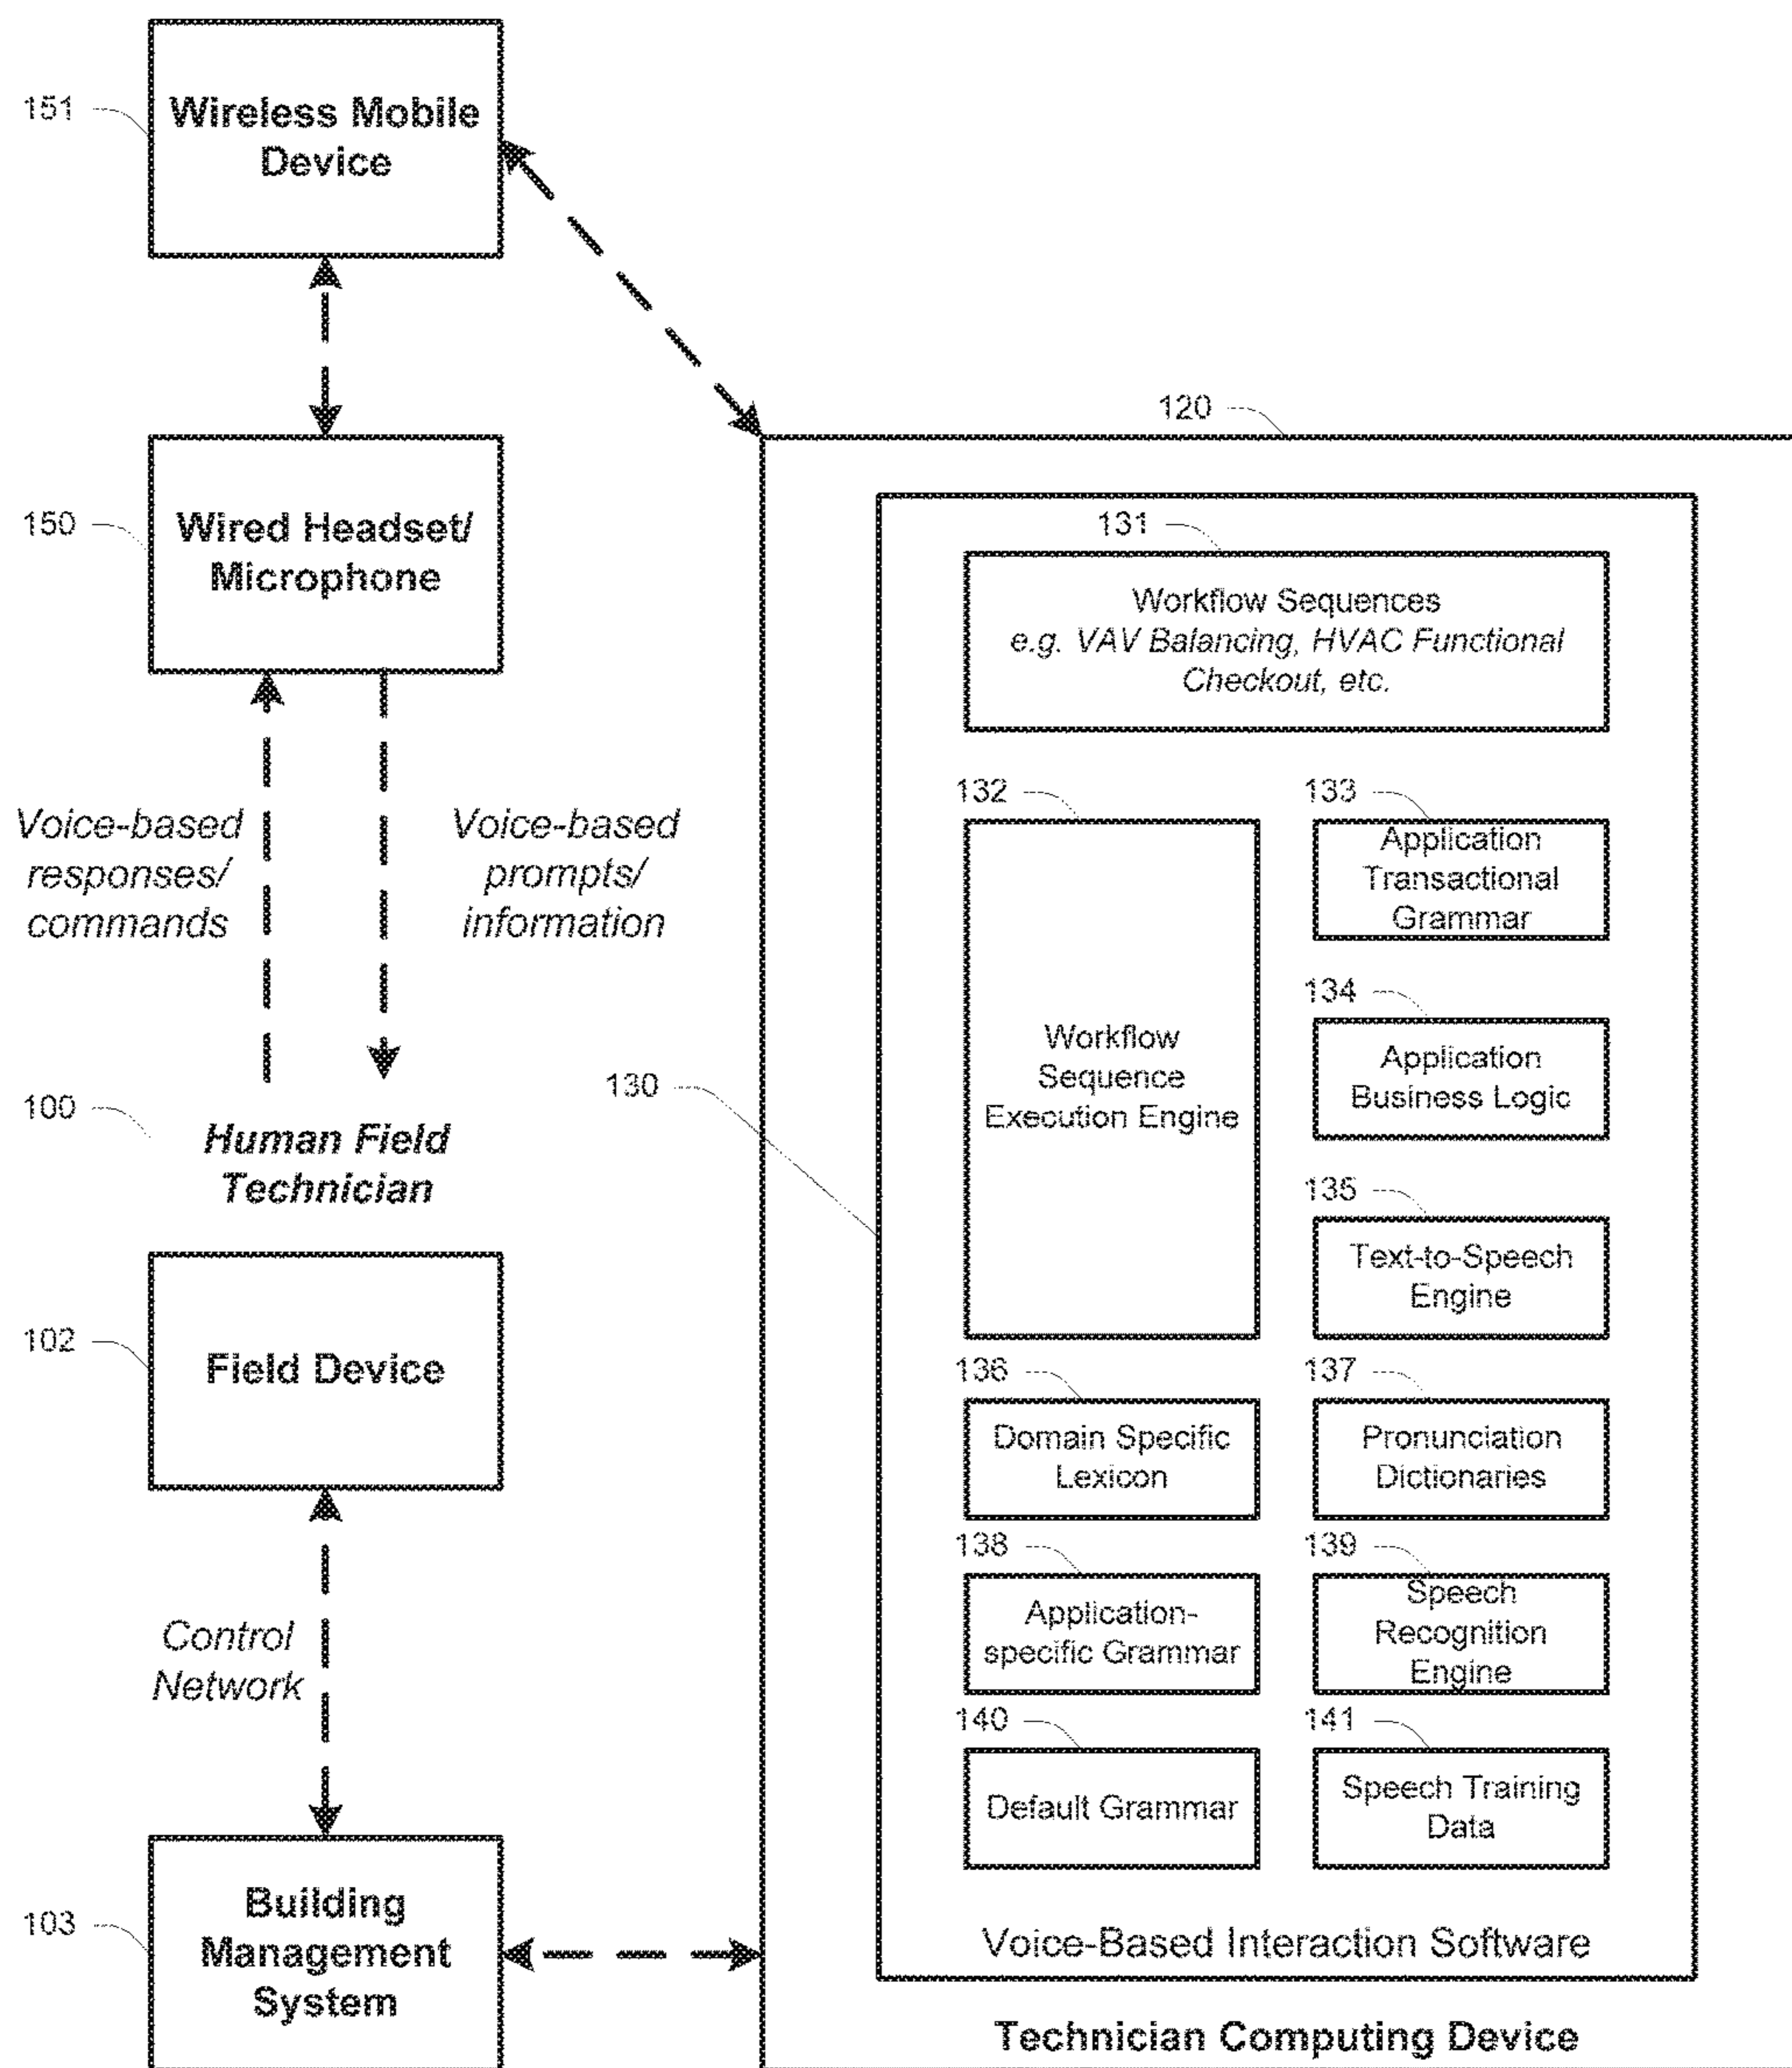 151
Wireless Mobile
Device
150
Wired Headset/
Microphone
Voice-based
responses/
commands
Voice-based
prompts/
information
100
Human Field
Technician
102
Field Device
Control
Network
103
Building
Management
System
120
130
131
Workflow Sequences
e.g. VAV Balancing, HVAC Functional
Checkout, etc.
132
Workflow
Sequence
Execution Engine
133
Application
Transactional
Grammar
134
Application
Business Logic
135
Text-to-Speech
Engine
136
Domain Specific
Lexicon
137
Pronunciation
Dictionaries
138
Application-
specific Grammar
139
Speech
Recognition
Engine
140
Default Grammar
141
Speech Training
Data
Voice-Based Interaction Software
Technician Computing Device